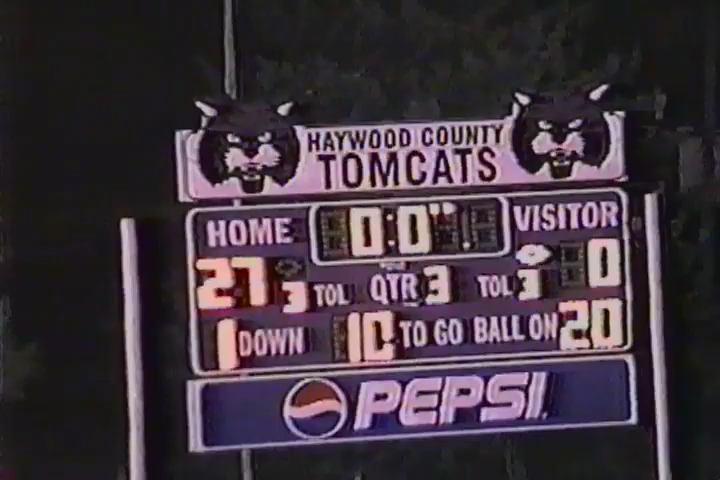 HAYWOOD COUNTY
TOMCATS
HOME 0:0 VISITOR
27 3 TOL QTR 3 TOL 3 0
1 DOWN 10 TO GO BALL ON 20
PEPSI